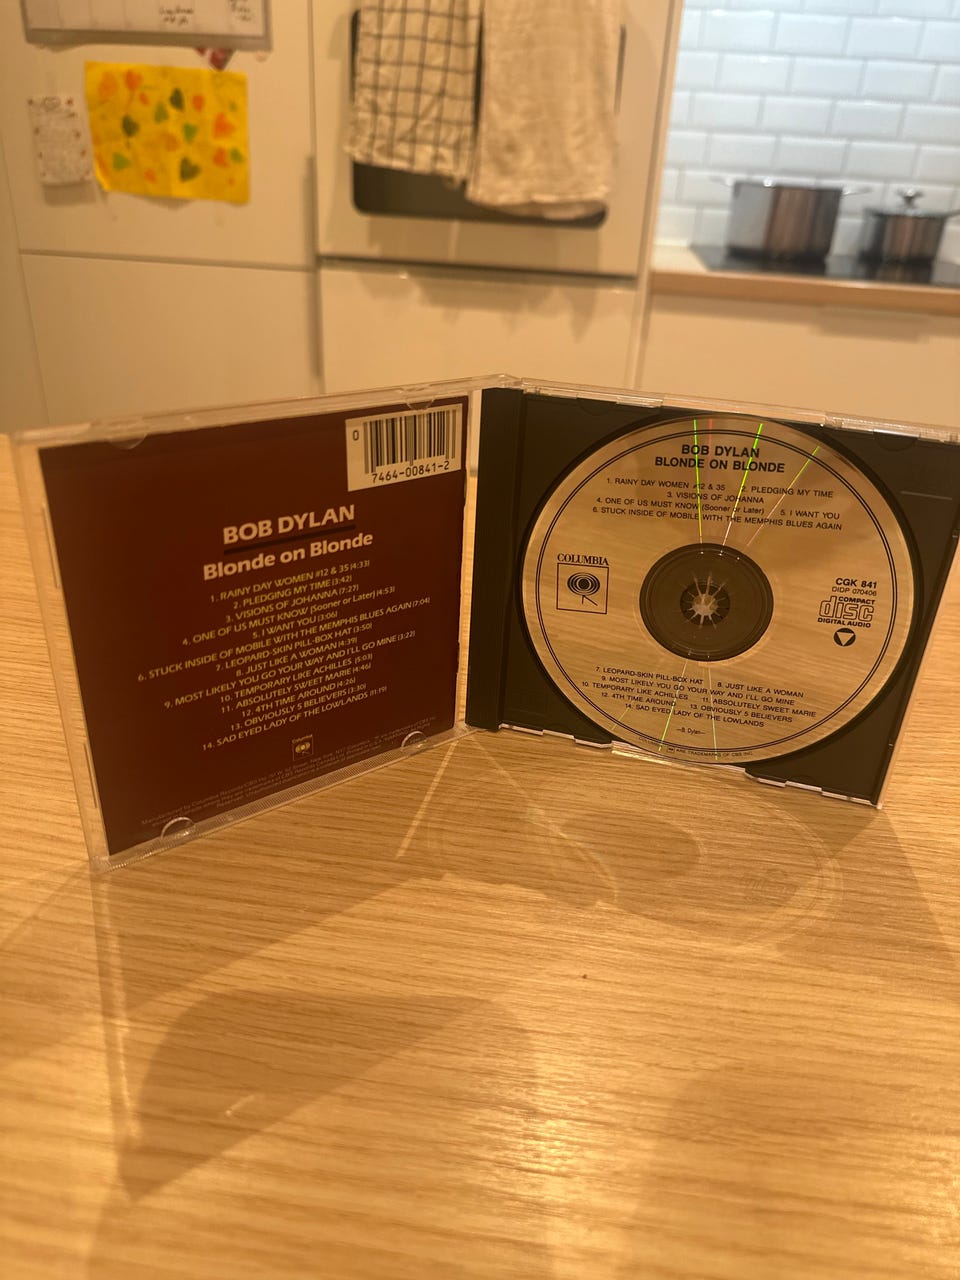 0
7464-00841-2
BOB DYLAN
Blonde on Blonde
1. RAINY DAY WOMEN #12 & 35 (4:33)
2. PLEDGING MY TIME (3:42)
3. VISIONS OF JOHANNA (7:27)
4. ONE OF US MUST KNOW (Sooner or Later) (4:53)
5. I WANT YOU (3:06)
6. STUCK INSIDE OF MOBILE WITH THE MEMPHIS BLUES AGAIN (7:04)
7. LEOPARD-SKIN PILL-BOX HAT (3:50)
8. JUST LIKE A WOMAN (4:39)
9. MOST LIKELY YOU GO YOUR WAY AND I'LL GO MINE (3:22)
10. TEMPORARY LIKE ACHILLES (5:03)
11. ABSOLUTELY SWEET MARIE (4:46)
12. 4TH TIME AROUND (4:26)
13. OBVIOUSLY 5 BELIEVERS (3:30)
14. SAD EYED LADY OF THE LOWLANDS (11:19)
Columbia
Manufactured by Columbia Records
BOB DYLAN
BLONDE ON BLONDE
1. RAINY DAY WOMEN #12 & 35 2. PLEDGING MY TIME
3. VISIONS OF JOHANNA
4. ONE OF US MUST KNOW (Sooner or Later) 5. I WANT YOU
6. STUCK INSIDE OF MOBILE WITH THE MEMPHIS BLUES AGAIN
COLUMBIA
CGK 841
DIDP 070406
COMPACT
disc
DIGITAL AUDIO
7. LEOPARD-SKIN PILL-BOX HAT 8. JUST LIKE A WOMAN
9. MOST LIKELY YOU GO YOUR WAY AND I'LL GO MINE
10. TEMPORARY LIKE ACHILLES 11. ABSOLUTELY SWEET MARIE
12. 4TH TIME AROUND 13. OBVIOUSLY 5 BELIEVERS
14. SAD EYED LADY OF THE LOWLANDS
—B. Dylan—
ARE TRADEMARKS OF CBS INC.